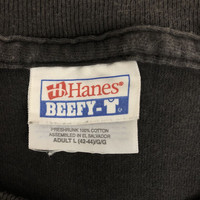 Hanes
BEEFY-T
PRESHRUNK 100% COTTON
ASSEMBLED IN EL SALVADOR
ADULT L (42-44)/G/G